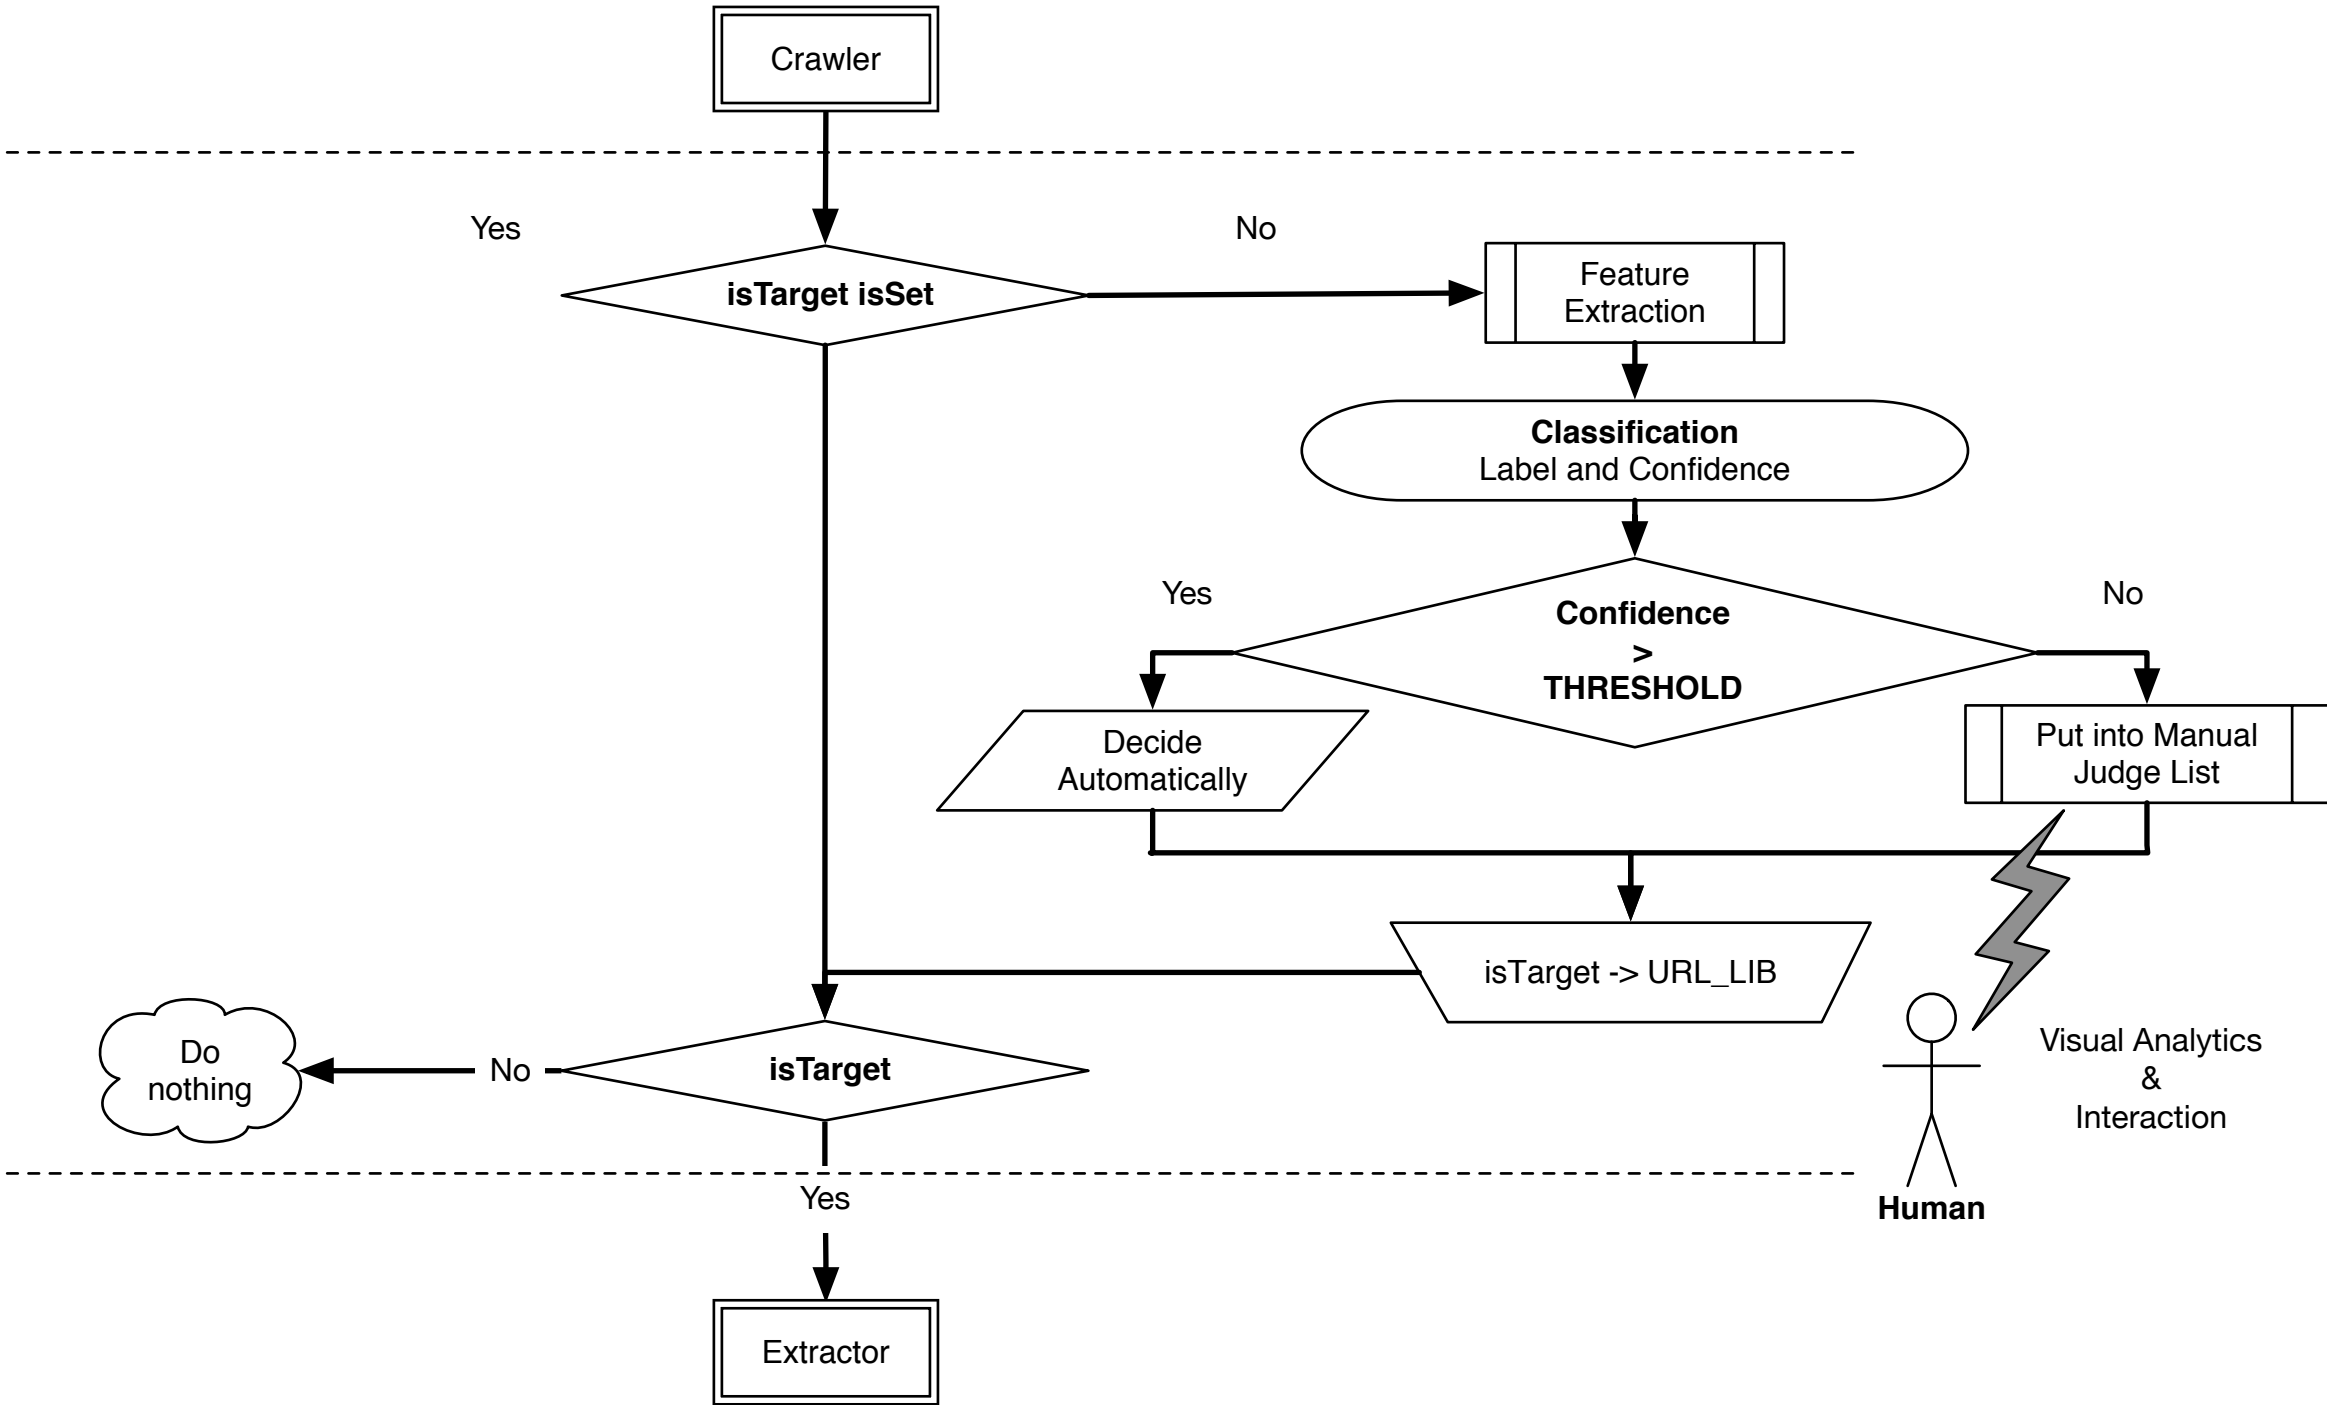 Crawler
Yes
No
isTarget isSet
Feature
Extraction
Classification
Label and Confidence
Yes
No
Confidence
>
THRESHOLD
Decide
Automatically
Put into Manual
Judge List
isTarget -> URL_LIB
Do
nothing
No
isTarget
Visual Analytics
&
Interaction
Yes
Human
Extractor